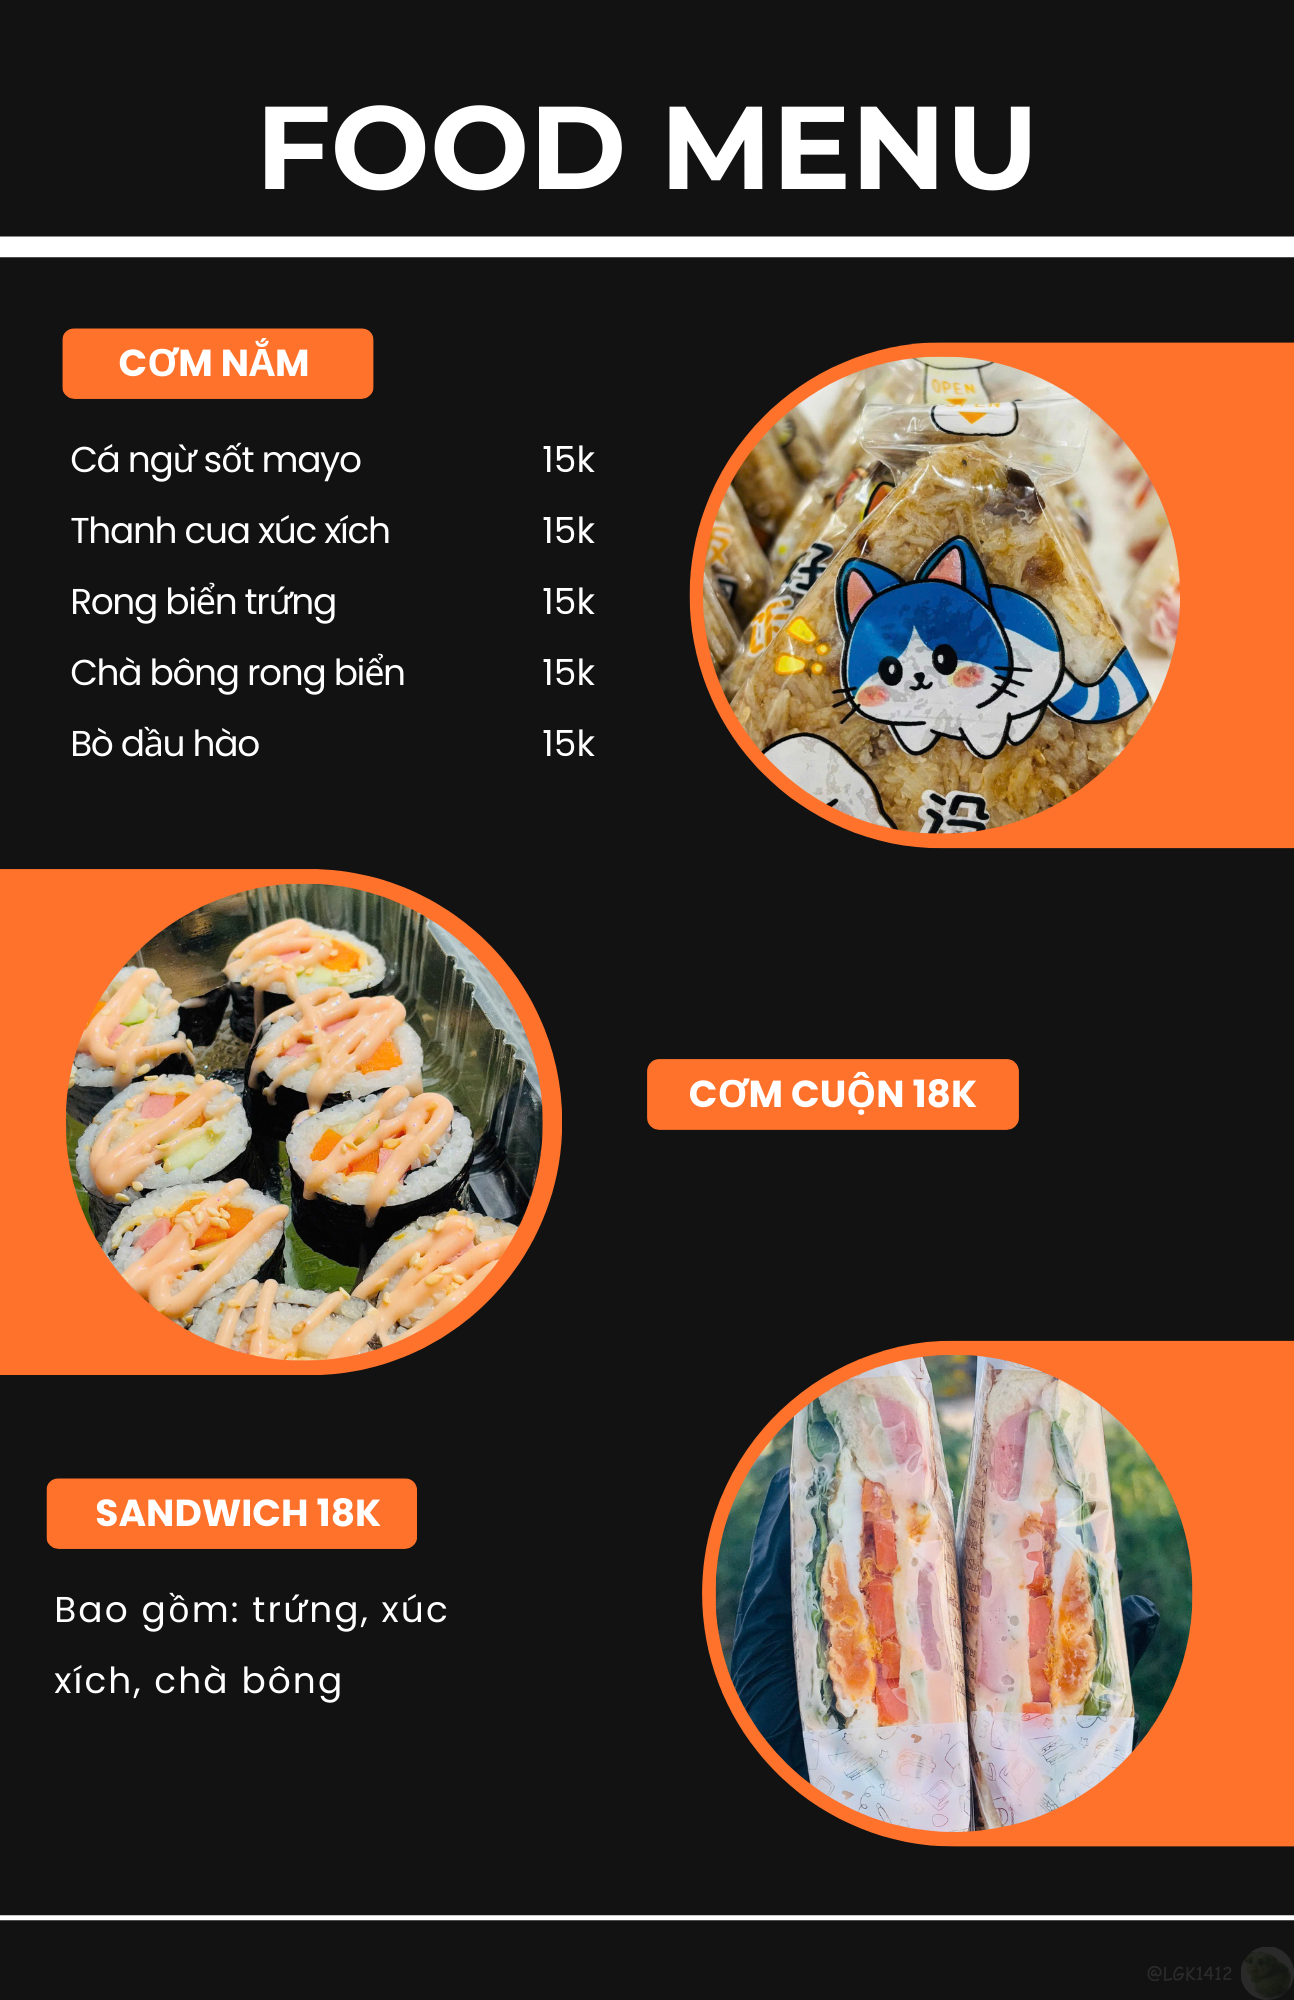 FOOD MENU
CƠM NẮM
Cá ngừ sốt mayo 15k
Thanh cua xúc xích 15k
Rong biển trứng 15k
Chà bông rong biển 15k
Bò dầu hào 15k
OPEN
CƠM CUỘN 18K
SANDWICH 18K
Bao gồm: trứng, xúc
xích, chà bông
@LGK1412